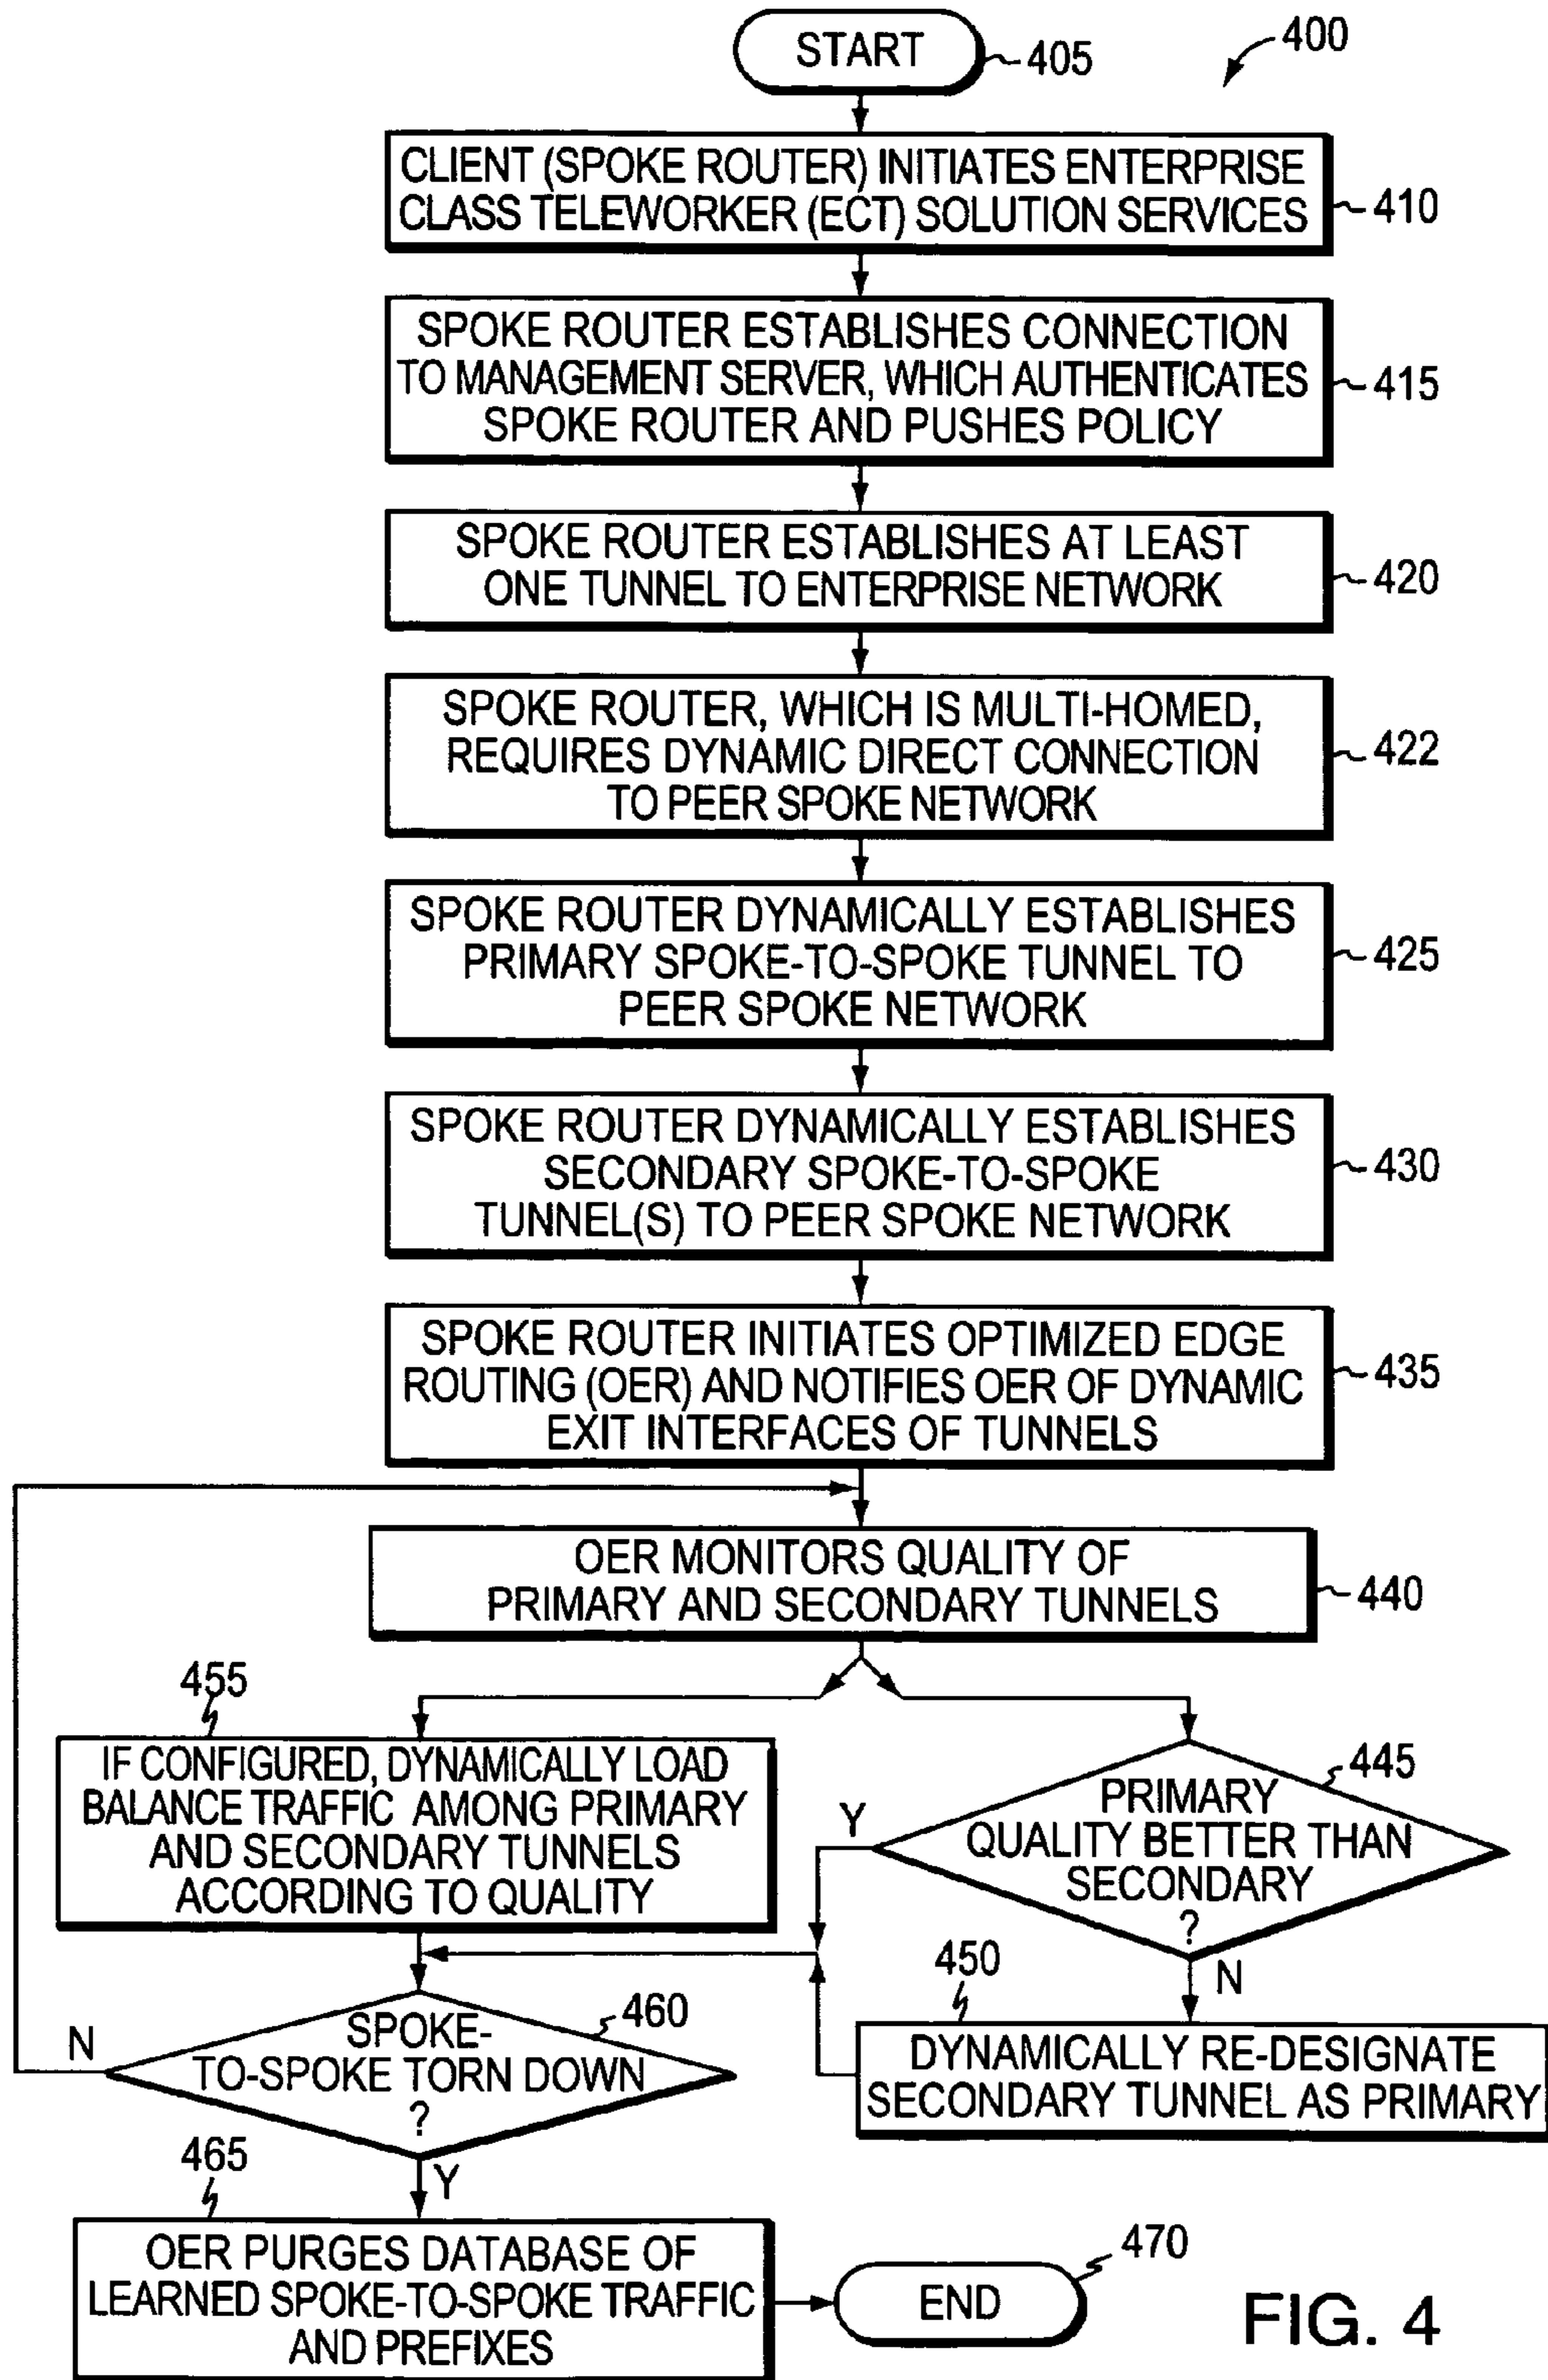 START
405
400
CLIENT (SPOKE ROUTER) INITIATES ENTERPRISE
CLASS TELEWORKER (ECT) SOLUTION SERVICES
410
SPOKE ROUTER ESTABLISHES CONNECTION
TO MANAGEMENT SERVER, WHICH AUTHENTICATES
SPOKE ROUTER AND PUSHES POLICY
415
SPOKE ROUTER ESTABLISHES AT LEAST
ONE TUNNEL TO ENTERPRISE NETWORK
420
SPOKE ROUTER, WHICH IS MULTI-HOMED,
REQUIRES DYNAMIC DIRECT CONNECTION
TO PEER SPOKE NETWORK
422
SPOKE ROUTER DYNAMICALLY ESTABLISHES
PRIMARY SPOKE-TO-SPOKE TUNNEL TO
PEER SPOKE NETWORK
425
SPOKE ROUTER DYNAMICALLY ESTABLISHES
SECONDARY SPOKE-TO-SPOKE
TUNNEL(S) TO PEER SPOKE NETWORK
430
SPOKE ROUTER INITIATES OPTIMIZED EDGE
ROUTING (OER) AND NOTIFIES OER OF DYNAMIC
EXIT INTERFACES OF TUNNELS
435
OER MONITORS QUALITY OF
PRIMARY AND SECONDARY TUNNELS
440
455
IF CONFIGURED, DYNAMICALLY LOAD
BALANCE TRAFFIC AMONG PRIMARY
AND SECONDARY TUNNELS
ACCORDING TO QUALITY
445
PRIMARY
QUALITY BETTER THAN
SECONDARY
?
Y
N
450
DYNAMICALLY RE-DESIGNATE
SECONDARY TUNNEL AS PRIMARY
460
SPOKE-
TO-SPOKE TORN DOWN
?
N
Y
465
OER PURGES DATABASE OF
LEARNED SPOKE-TO-SPOKE TRAFFIC
AND PREFIXES
END
470
FIG. 4